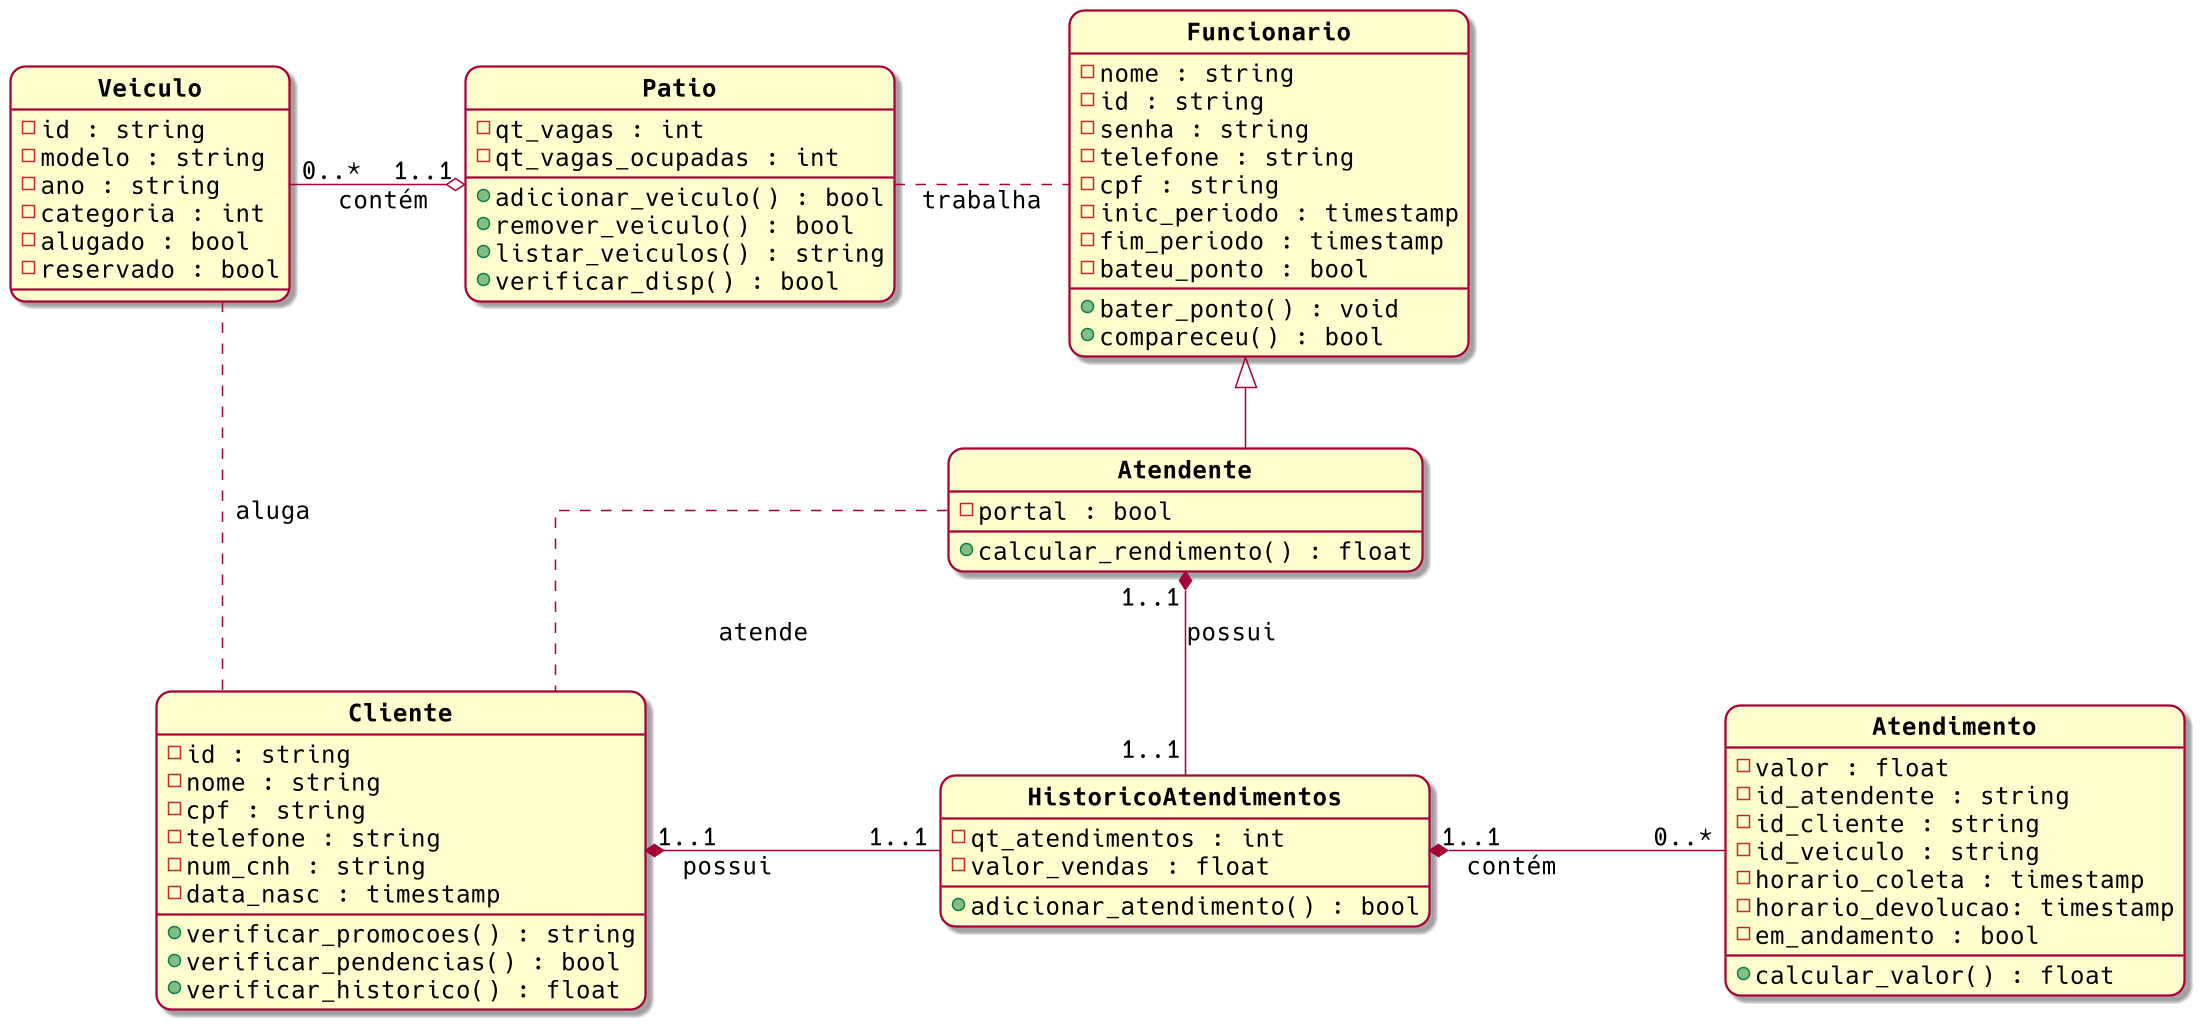 Veiculo
id : string
modelo : string
ano : string
categoria : int
alugado : bool
reservado : bool
0..* 1..1
contém
Patio
qt_vagas : int
qt_vagas_ocupadas : int
adicionar_veiculo() : bool
remover_veiculo() : bool
listar_veiculos() : string
verificar_disp() : bool
trabalha
Funcionario
nome : string
id : string
senha : string
telefone : string
cpf : string
inic_periodo : timestamp
fim_periodo : timestamp
bateu_ponto : bool
bater_ponto() : void
compareceu() : bool
aluga
Atendente
portal : bool
calcular_rendimento() : float
1..1
atende
possui
1..1
Cliente
id : string
nome : string
cpf : string
telefone : string
num_cnh : string
data_nasc : timestamp
verificar_promocoes() : string
verificar_pendencias() : bool
verificar_historico() : float
1..1 1..1
possui
HistoricoAtendimentos
qt_atendimentos : int
valor_vendas : float
adicionar_atendimento() : bool
1..1 0..*
contém
Atendimento
valor : float
id_atendente : string
id_cliente : string
id_veiculo : string
horario_coleta : timestamp
horario_devolucao: timestamp
em_andamento : bool
calcular_valor() : float